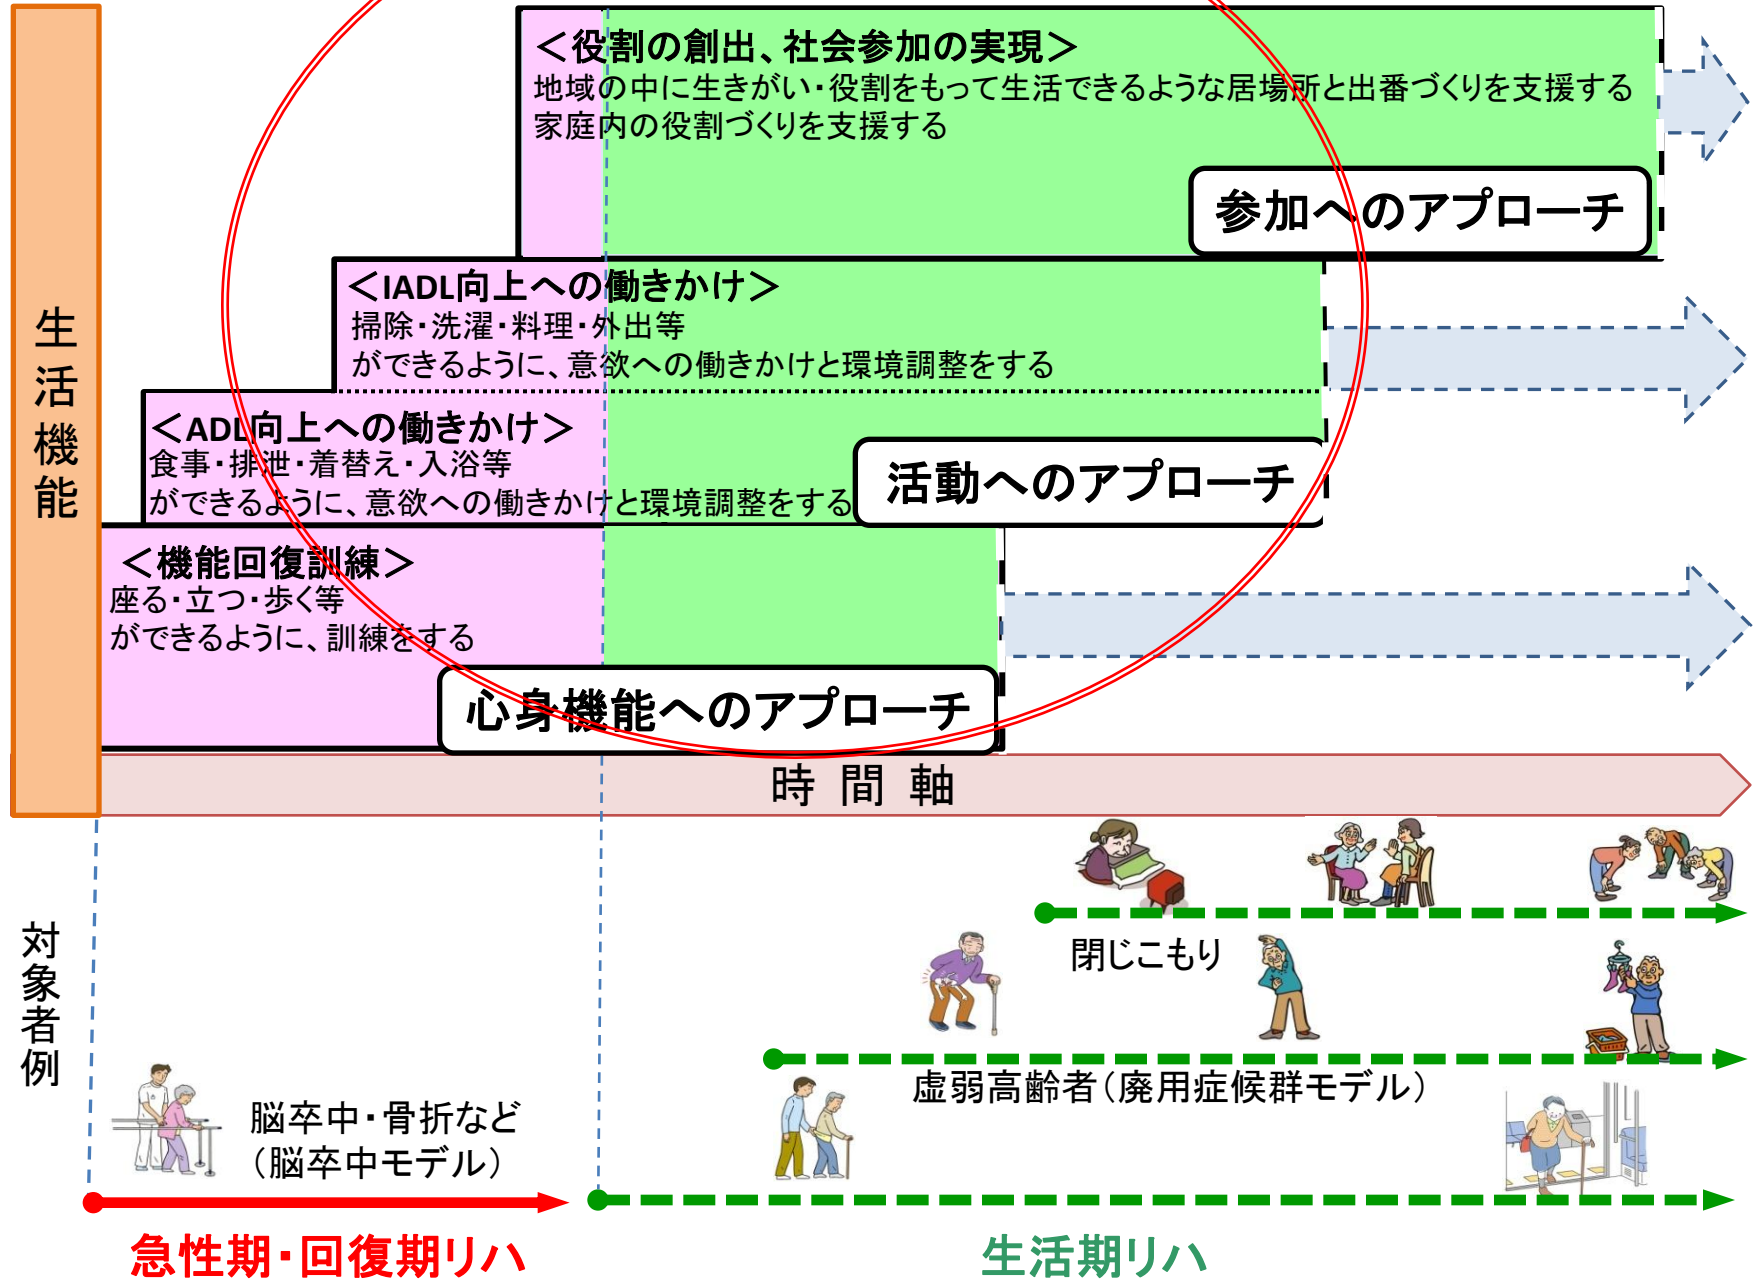 ＜役割の創出、社会参加の実現＞
地域の中に生きがい・役割をもって生活できるような居場所と出番づくりを支援する
家庭内の役割づくりを支援する
参加へのアプローチ
＜IADL向上への働きかけ＞
掃除・洗濯・料理・外出等
ができるように、意欲への働きかけと環境調整をする
生活機能
＜ADL向上への働きかけ＞
食事・排泄・着替え・入浴等
ができるように、意欲への働きかけと環境調整をする
活動へのアプローチ
＜機能回復訓練＞
座る・立つ・歩く等
ができるように、訓練をする
心身機能へのアプローチ
時間軸
対象者例
閉じこもり
虚弱高齢者（廃用症候群モデル）
脳卒中・骨折など
（脳卒中モデル）
急性期・回復期リハ
生活期リハ